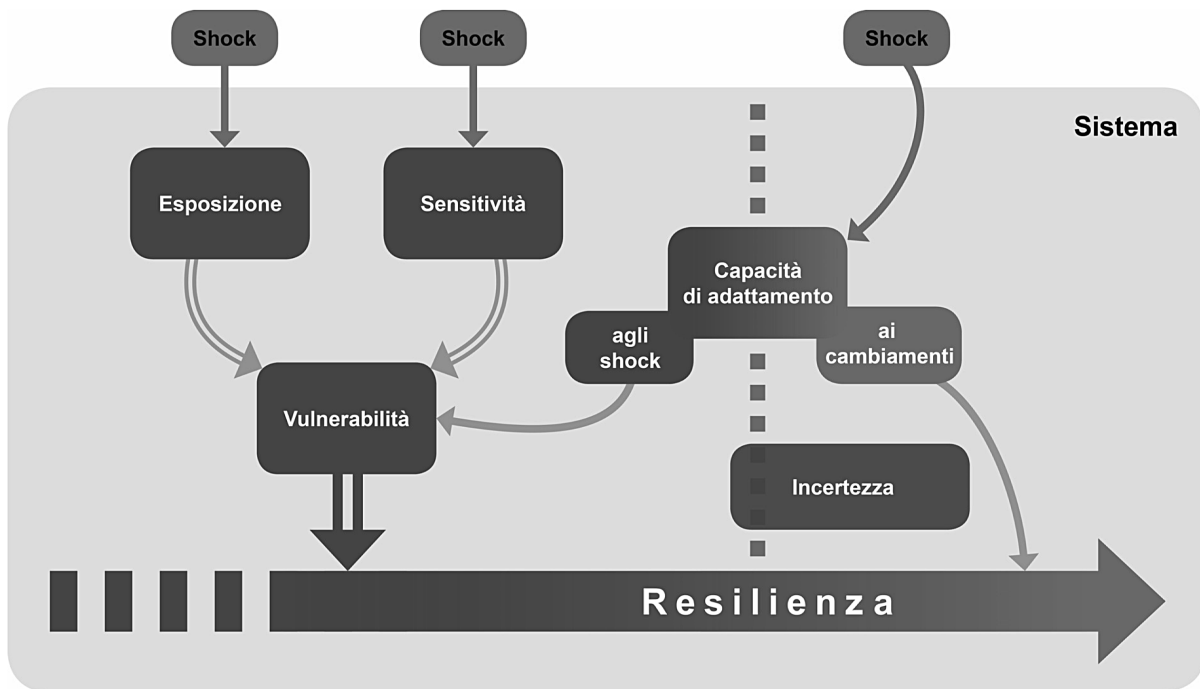 Shock
Shock
Shock
Sistema
Esposizione
Sensitività
Capacità
di adattamento
agli
shock
ai
cambiamenti
Vulnerabilità
Incertezza
Resilienza